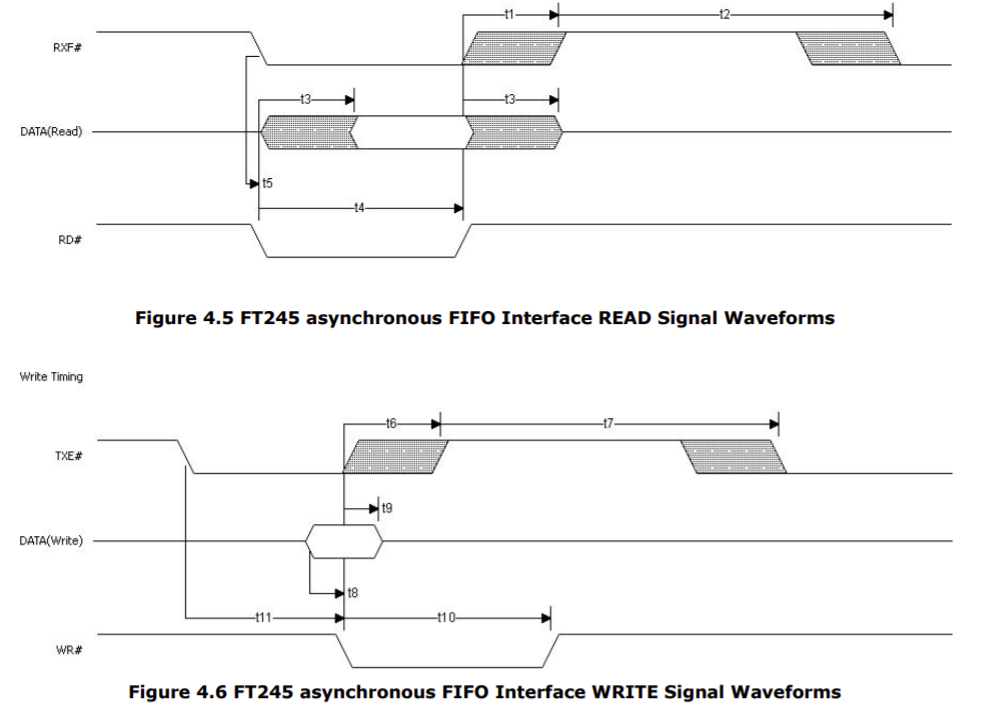 t1 t2
RXF#
t3 t3
DATA(Read)
t5
t4
RD#
Figure 4.5 FT245 asynchronous FIFO Interface READ Signal Waveforms
Write Timing
t6 t7
TXE#
t9
DATA(Write)
t8
t11 t10
WR#
Figure 4.6 FT245 asynchronous FIFO Interface WRITE Signal Waveforms